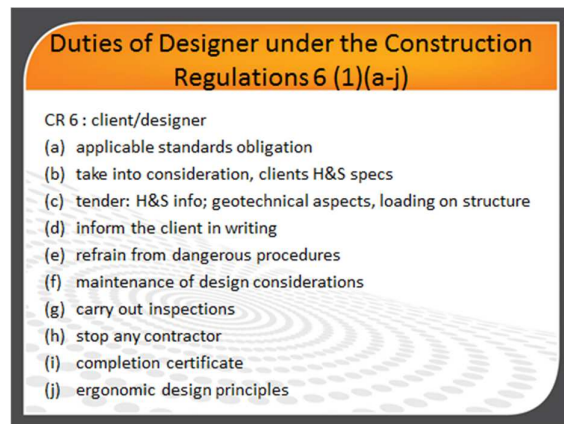 Duties of Designer under the Construction
Regulations 6 (1)(a-j)
CR 6 : client/designer
(a) applicable standards obligation
(b) take into consideration, clients H&S specs
(c) tender: H&S info; geotechnical aspects, loading on structure
(d) inform the client in writing
(e) refrain from dangerous procedures
(f) maintenance of design considerations
(g) carry out inspections
(h) stop any contractor
(i) completion certificate
(j) ergonomic design principles